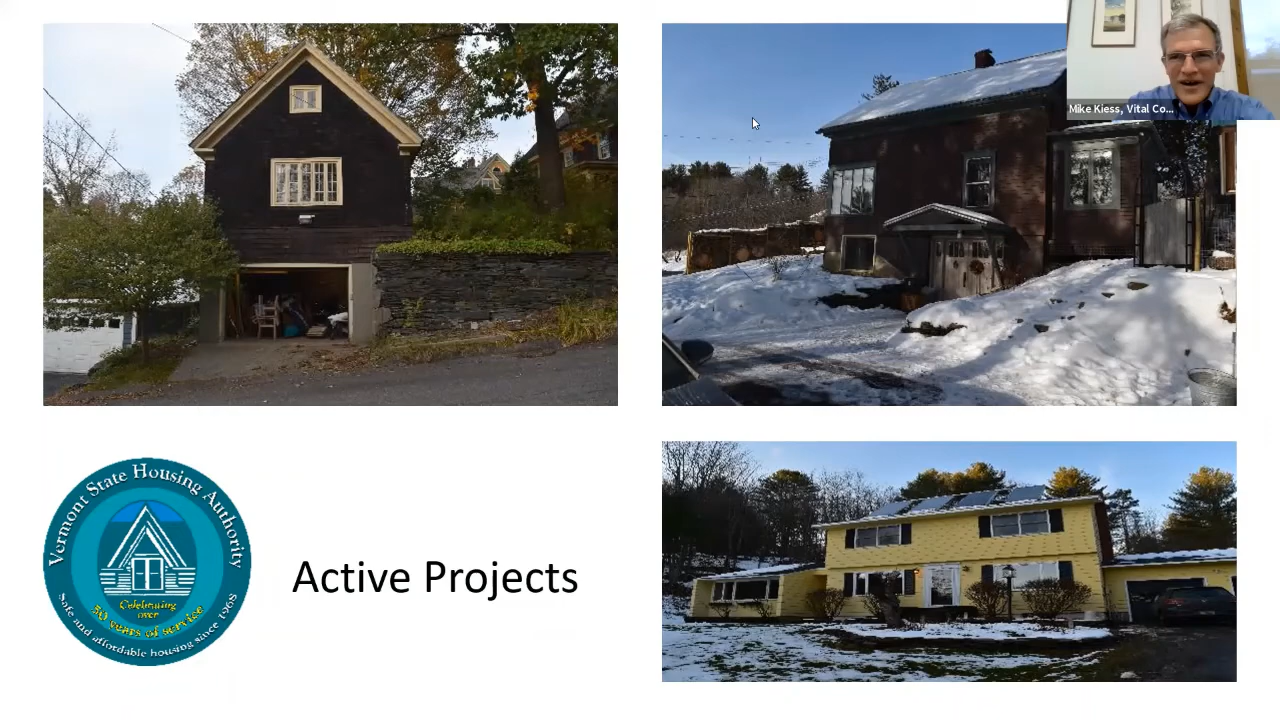 Mike Kiess, Vital Co...
Vermont State Housing Authority
Celebrating
over
50 years of service
Safe and affordable housing since 1968
Active Projects